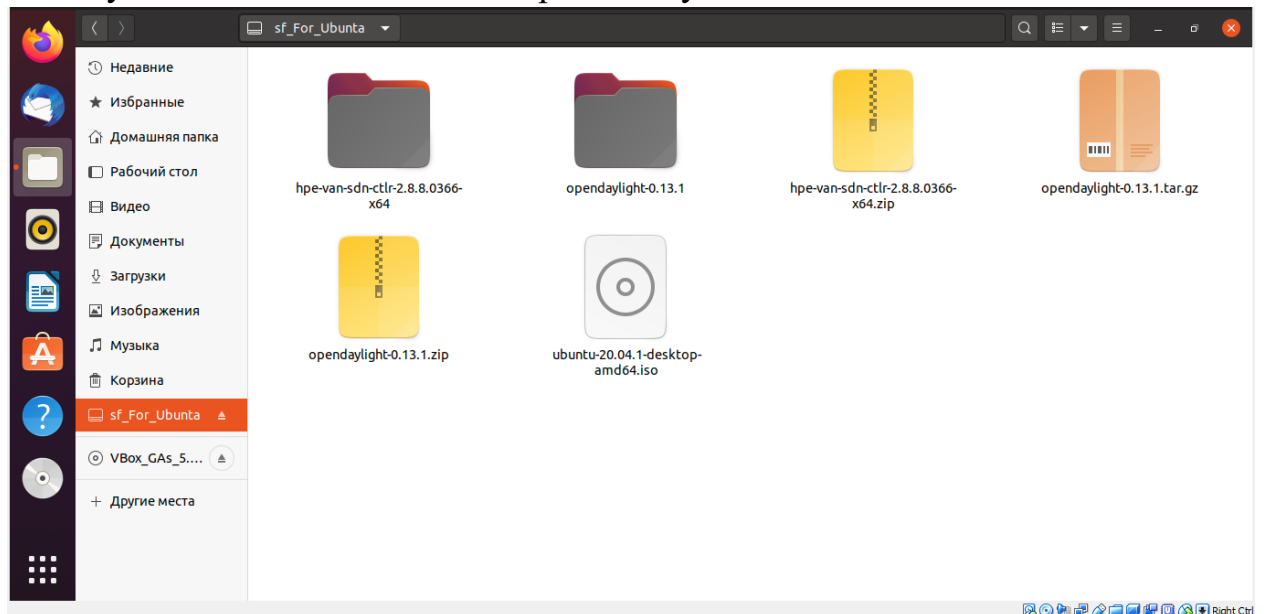 sf_For_Ubunta
Недавние
Избранные
Домашняя папка
Рабочий стол
Видео
Документы
Загрузки
Изображения
Музыка
Корзина
sf_For_Ubunta
VBox_GAs_5....
Другие места
hpe-van-sdn-ctlr-2.8.8.0366-
x64
opendaylight-0.13.1
hpe-van-sdn-ctlr-2.8.8.0366-
x64.zip
opendaylight-0.13.1.tar.gz
opendaylight-0.13.1.zip
ubuntu-20.04.1-desktop-
amd64.iso
Right Ctrl